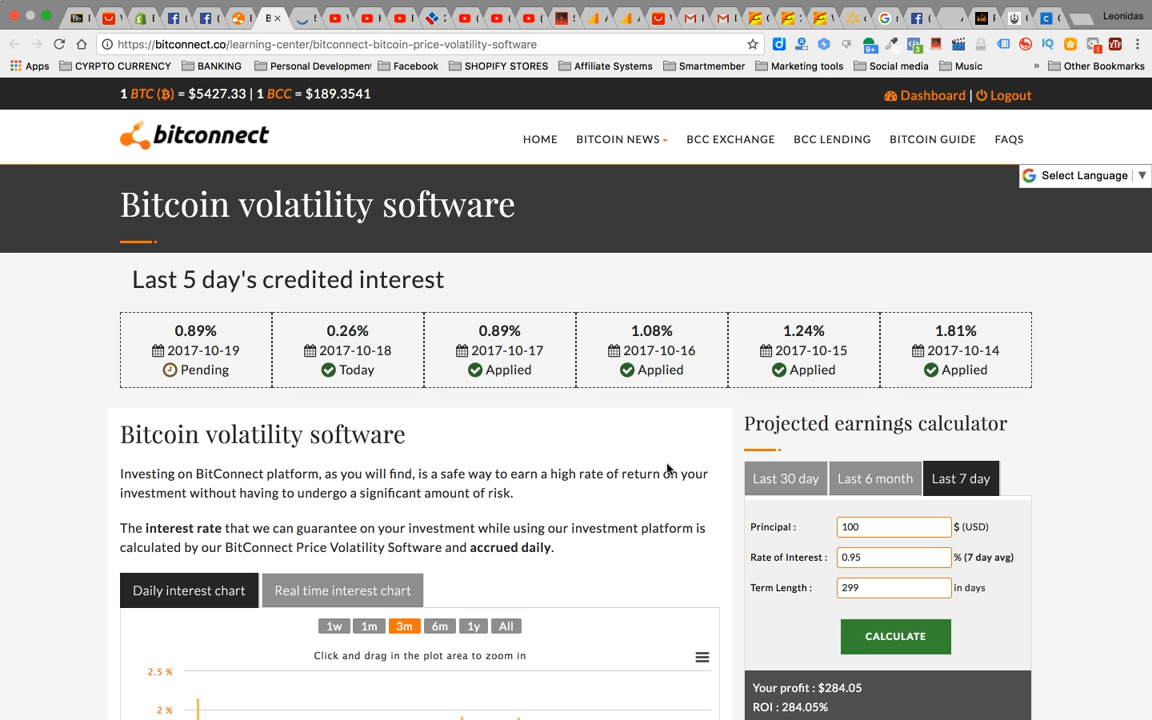 Leonidas
https://bitconnect.co/learning-center/bitconnect-bitcoin-price-volatility-software
Apps CYRPTO CURRENCY BANKING Personal Development Facebook SHOPIFY STORES Affiliate Systems Smartmember Marketing tools Social media Music » Other Bookmarks
1 BTC (₿) = $5427.33 | 1 BCC = $189.3541
Dashboard | Logout
bitconnect
HOME BITCOIN NEWS BCC EXCHANGE BCC LENDING BITCOIN GUIDE FAQS
Select Language
Bitcoin volatility software
Last 5 day's credited interest
0.89% 0.26% 0.89% 1.08% 1.24% 1.81%
2017-10-19 2017-10-18 2017-10-17 2017-10-16 2017-10-15 2017-10-14
Pending Today Applied Applied Applied Applied
Bitcoin volatility software
Investing on BitConnect platform, as you will find, is a safe way to earn a high rate of return on your
investment without having to undergo a significant amount of risk.
The interest rate that we can guarantee on your investment while using our investment platform is
calculated by our BitConnect Price Volatility Software and accrued daily.
Daily interest chart Real time interest chart
1w 1m 3m 6m 1y All
Click and drag in the plot area to zoom in
2.5 %
2 %
Projected earnings calculator
Last 30 day Last 6 month Last 7 day
Principal : 100 $ (USD)
Rate of Interest : 0.95 % (7 day avg)
Term Length : 299 in days
CALCULATE
Your profit : $284.05
ROI : 284.05%